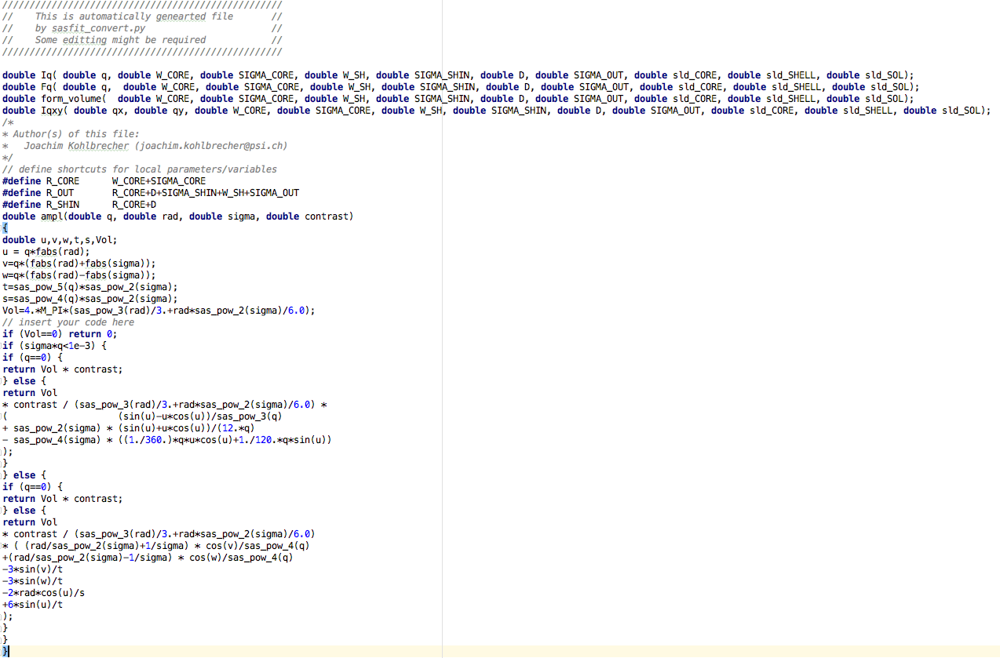 ///////////////////////////////////////////////////
//    This is automatically genearted file       //
//    by sasfit_convert.py                       //
//    Some editting might be required            //
///////////////////////////////////////////////////
double Iq( double q, double W_CORE, double SIGMA_CORE, double W_SH, double SIGMA_SHIN, double D, double SIGMA_OUT, double sld_CORE, double sld_SHELL, double sld_SOL);
double Fq( double q,  double W_CORE, double SIGMA_CORE, double W_SH, double SIGMA_SHIN, double D, double SIGMA_OUT, double sld_CORE, double sld_SHELL, double sld_SOL);
double form_volume(  double W_CORE, double SIGMA_CORE, double W_SH, double SIGMA_SHIN, double D, double SIGMA_OUT, double sld_CORE, double sld_SHELL, double sld_SOL);
double Iqxy( double qx, double qy, double W_CORE, double SIGMA_CORE, double W_SH, double SIGMA_SHIN, double D, double SIGMA_OUT, double sld_CORE, double sld_SHELL, double sld_SOL);
/*
* Author(s) of this file:
*   Joachim Kohlbrecher (joachim.kohlbrecher@psi.ch)
*/
// define shortcuts for local parameters/variables
#define R_CORE      W_CORE+SIGMA_CORE
#define R_OUT       R_CORE+D+SIGMA_SHIN+W_SH+SIGMA_OUT
#define R_SHIN      R_CORE+D
double ampl(double q, double rad, double sigma, double contrast)
{
double u,v,w,t,s,Vol;
u = q*fabs(rad);
v=q*(fabs(rad)+fabs(sigma));
w=q*(fabs(rad)-fabs(sigma));
t=sas_pow_5(q)*sas_pow_2(sigma);
s=sas_pow_4(q)*sas_pow_2(sigma);
Vol=4.*M_PI*(sas_pow_3(rad)/3.+rad*sas_pow_2(sigma)/6.0);
// insert your code here
if (Vol==0) return 0;
if (sigma*q<1e-3) {
if (q==0) {
return Vol * contrast;
} else {
return Vol
* contrast / (sas_pow_3(rad)/3.+rad*sas_pow_2(sigma)/6.0) *
(                    (sin(u)-u*cos(u))/sas_pow_3(q)
+ sas_pow_2(sigma) * (sin(u)+u*cos(u))/(12.*q)
- sas_pow_4(sigma) * ((1./360.)*q*u*cos(u)+1./120.*q*sin(u))
);
}
} else {
if (q==0) {
return Vol * contrast;
} else {
return Vol
* contrast / (sas_pow_3(rad)/3.+rad*sas_pow_2(sigma)/6.0)
* ( (rad/sas_pow_2(sigma)+1/sigma) * cos(v)/sas_pow_4(q)
+(rad/sas_pow_2(sigma)-1/sigma) * cos(w)/sas_pow_4(q)
-3*sin(v)/t
-3*sin(w)/t
-2*rad*cos(u)/s
+6*sin(u)/t
);
}
}
}